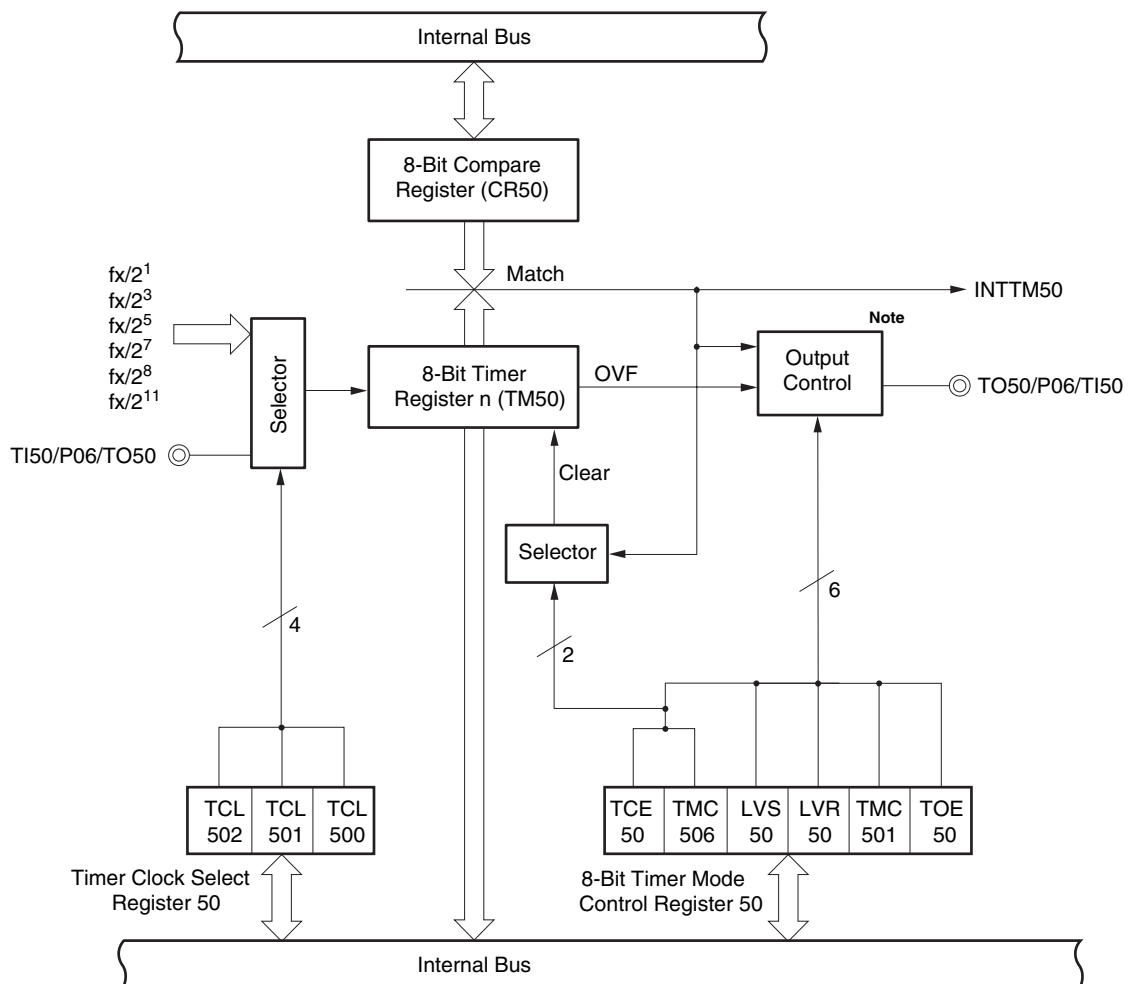 Internal Bus
8-Bit Compare
Register (CR50)
Match
INTTM50
fx/2¹
fx/2³
fx/2⁵
fx/2⁷
fx/2⁸
fx/2¹¹
Selector
8-Bit Timer
Register n (TM50)
OVF
Note
Output
Control
TO50/P06/TI50
TI50/P06/TO50
Clear
Selector
4
2
6
TCL
502
TCL
501
TCL
500
TCE
50
TMC
506
LVS
50
LVR
50
TMC
501
TOE
50
Timer Clock Select
Register 50
8-Bit Timer Mode
Control Register 50
Internal Bus